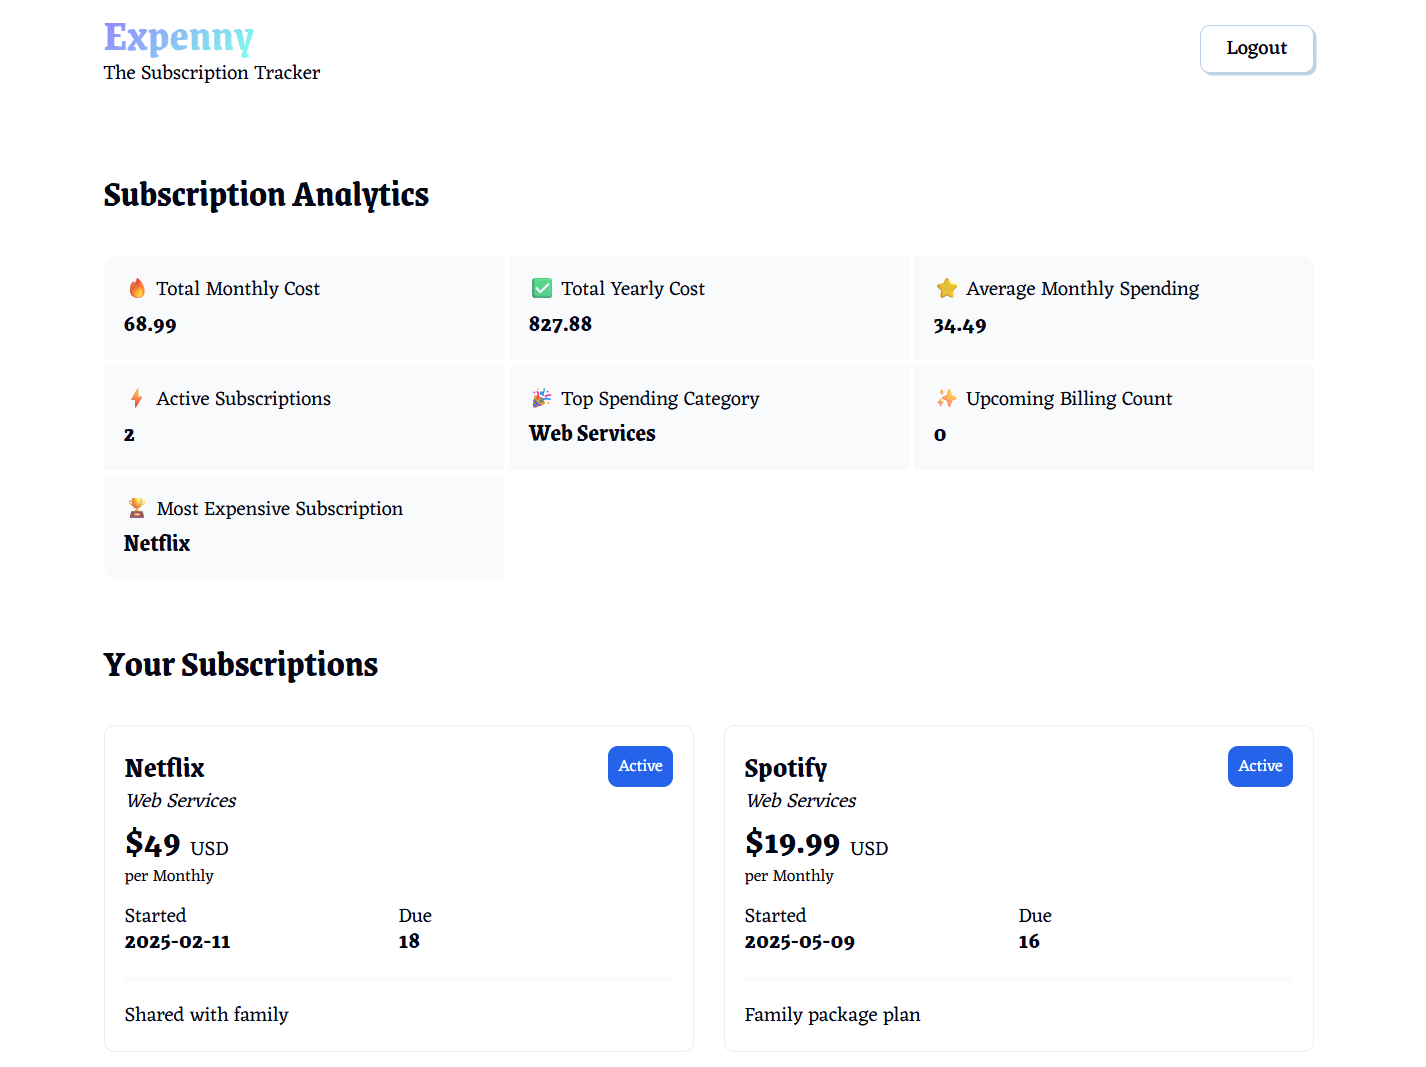 Expenny
The Subscription Tracker
Logout
Subscription Analytics
🔥 Total Monthly Cost
68.99
✅ Total Yearly Cost
827.88
⭐ Average Monthly Spending
34.49
⚡ Active Subscriptions
2
🎉 Top Spending Category
Web Services
✨ Upcoming Billing Count
0
🏆 Most Expensive Subscription
Netflix
Your Subscriptions
Netflix
Active
Web Services
$49 USD
per Monthly
Started
2025-02-11
Due
18
Shared with family
Spotify
Active
Web Services
$19.99 USD
per Monthly
Started
2025-05-09
Due
16
Family package plan